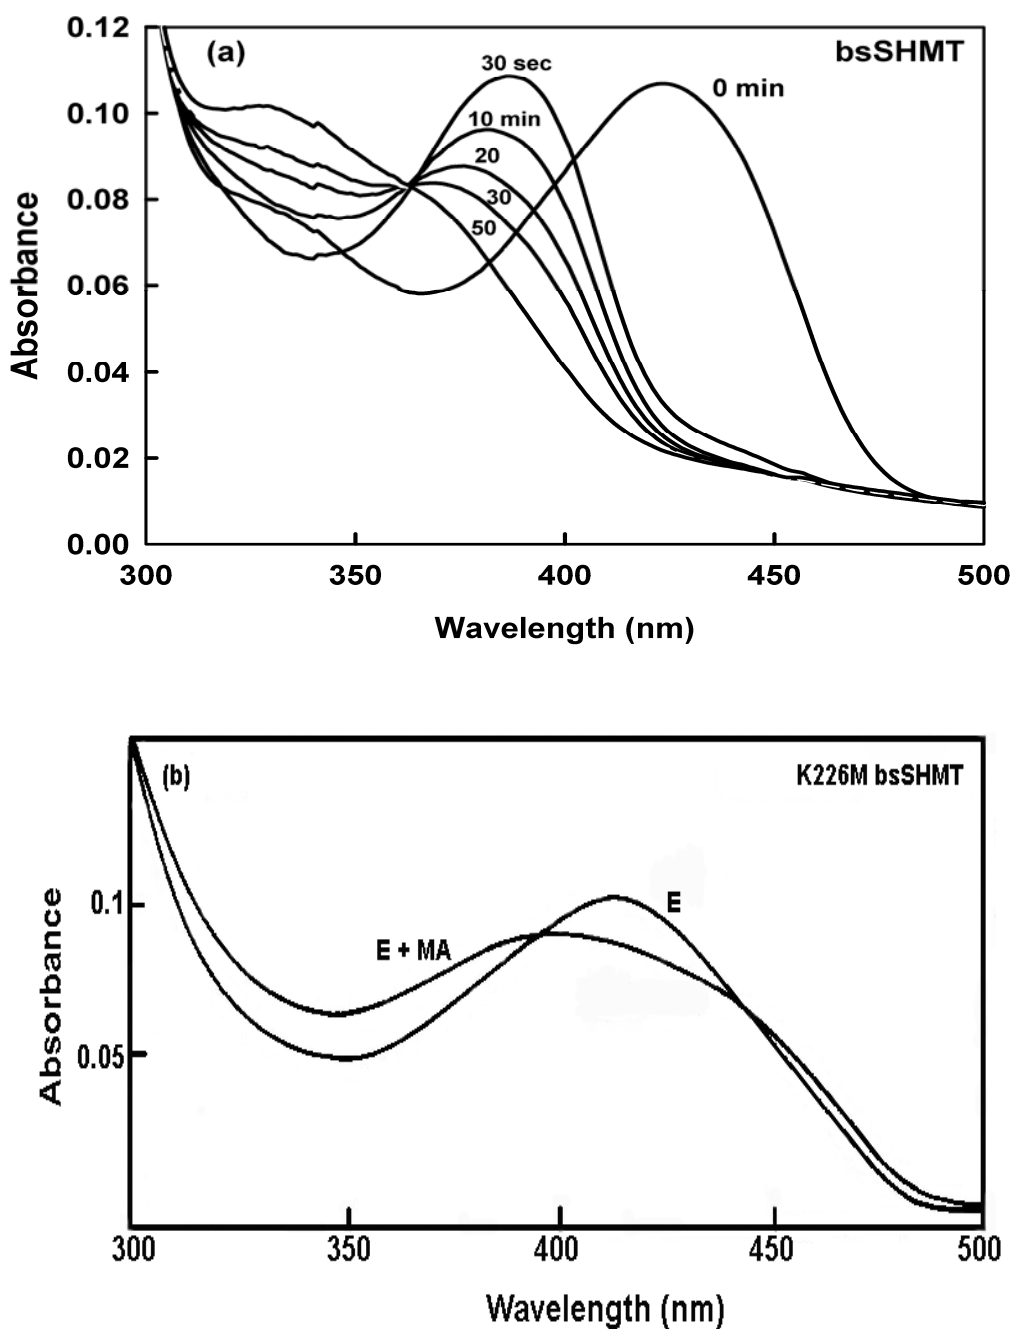 0.12
(a)
bsSHMT
30 sec
0 min
0.10
10 min
20
0.08
30
50
0.06
0.04
0.02
0.00
300
350
400
450
500
Absorbance
Wavelength (nm)
(b)
K226M bsSHMT
0.1
E
E + MA
0.05
300
350
400
450
500
Absorbance
Wavelength (nm)